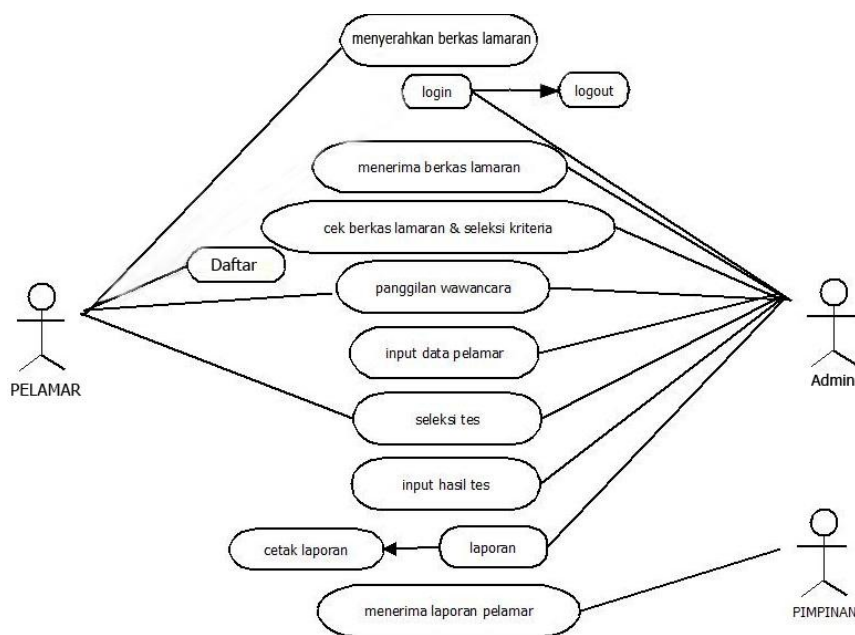 menyerahkan berkas lamaran
login
logout
menerima berkas lamaran
cek berkas lamaran & seleksi kriteria
Daftar
panggilan wawancara
input data pelamar
PELAMAR
Admin
seleksi tes
input hasil tes
cetak laporan
laporan
menerima laporan pelamar
PIMPINAN